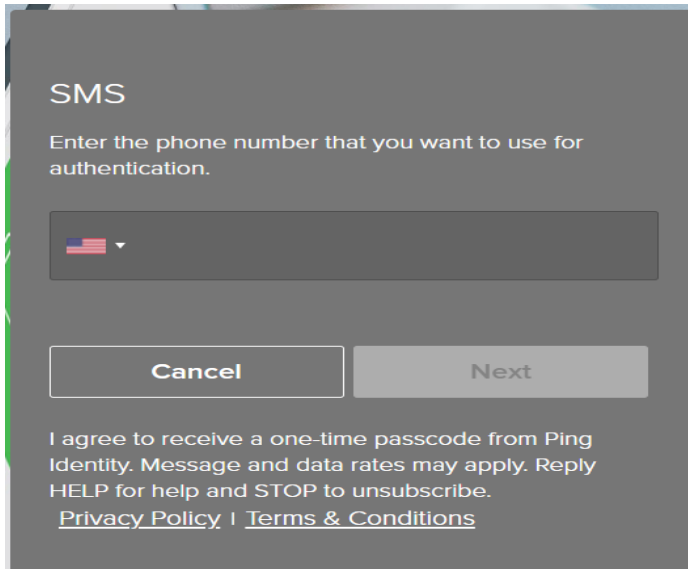 SMS
Enter the phone number that you want to use for
authentication.
Cancel
Next
I agree to receive a one-time passcode from Ping
Identity. Message and data rates may apply. Reply
HELP for help and STOP to unsubscribe.
Privacy Policy | Terms & Conditions